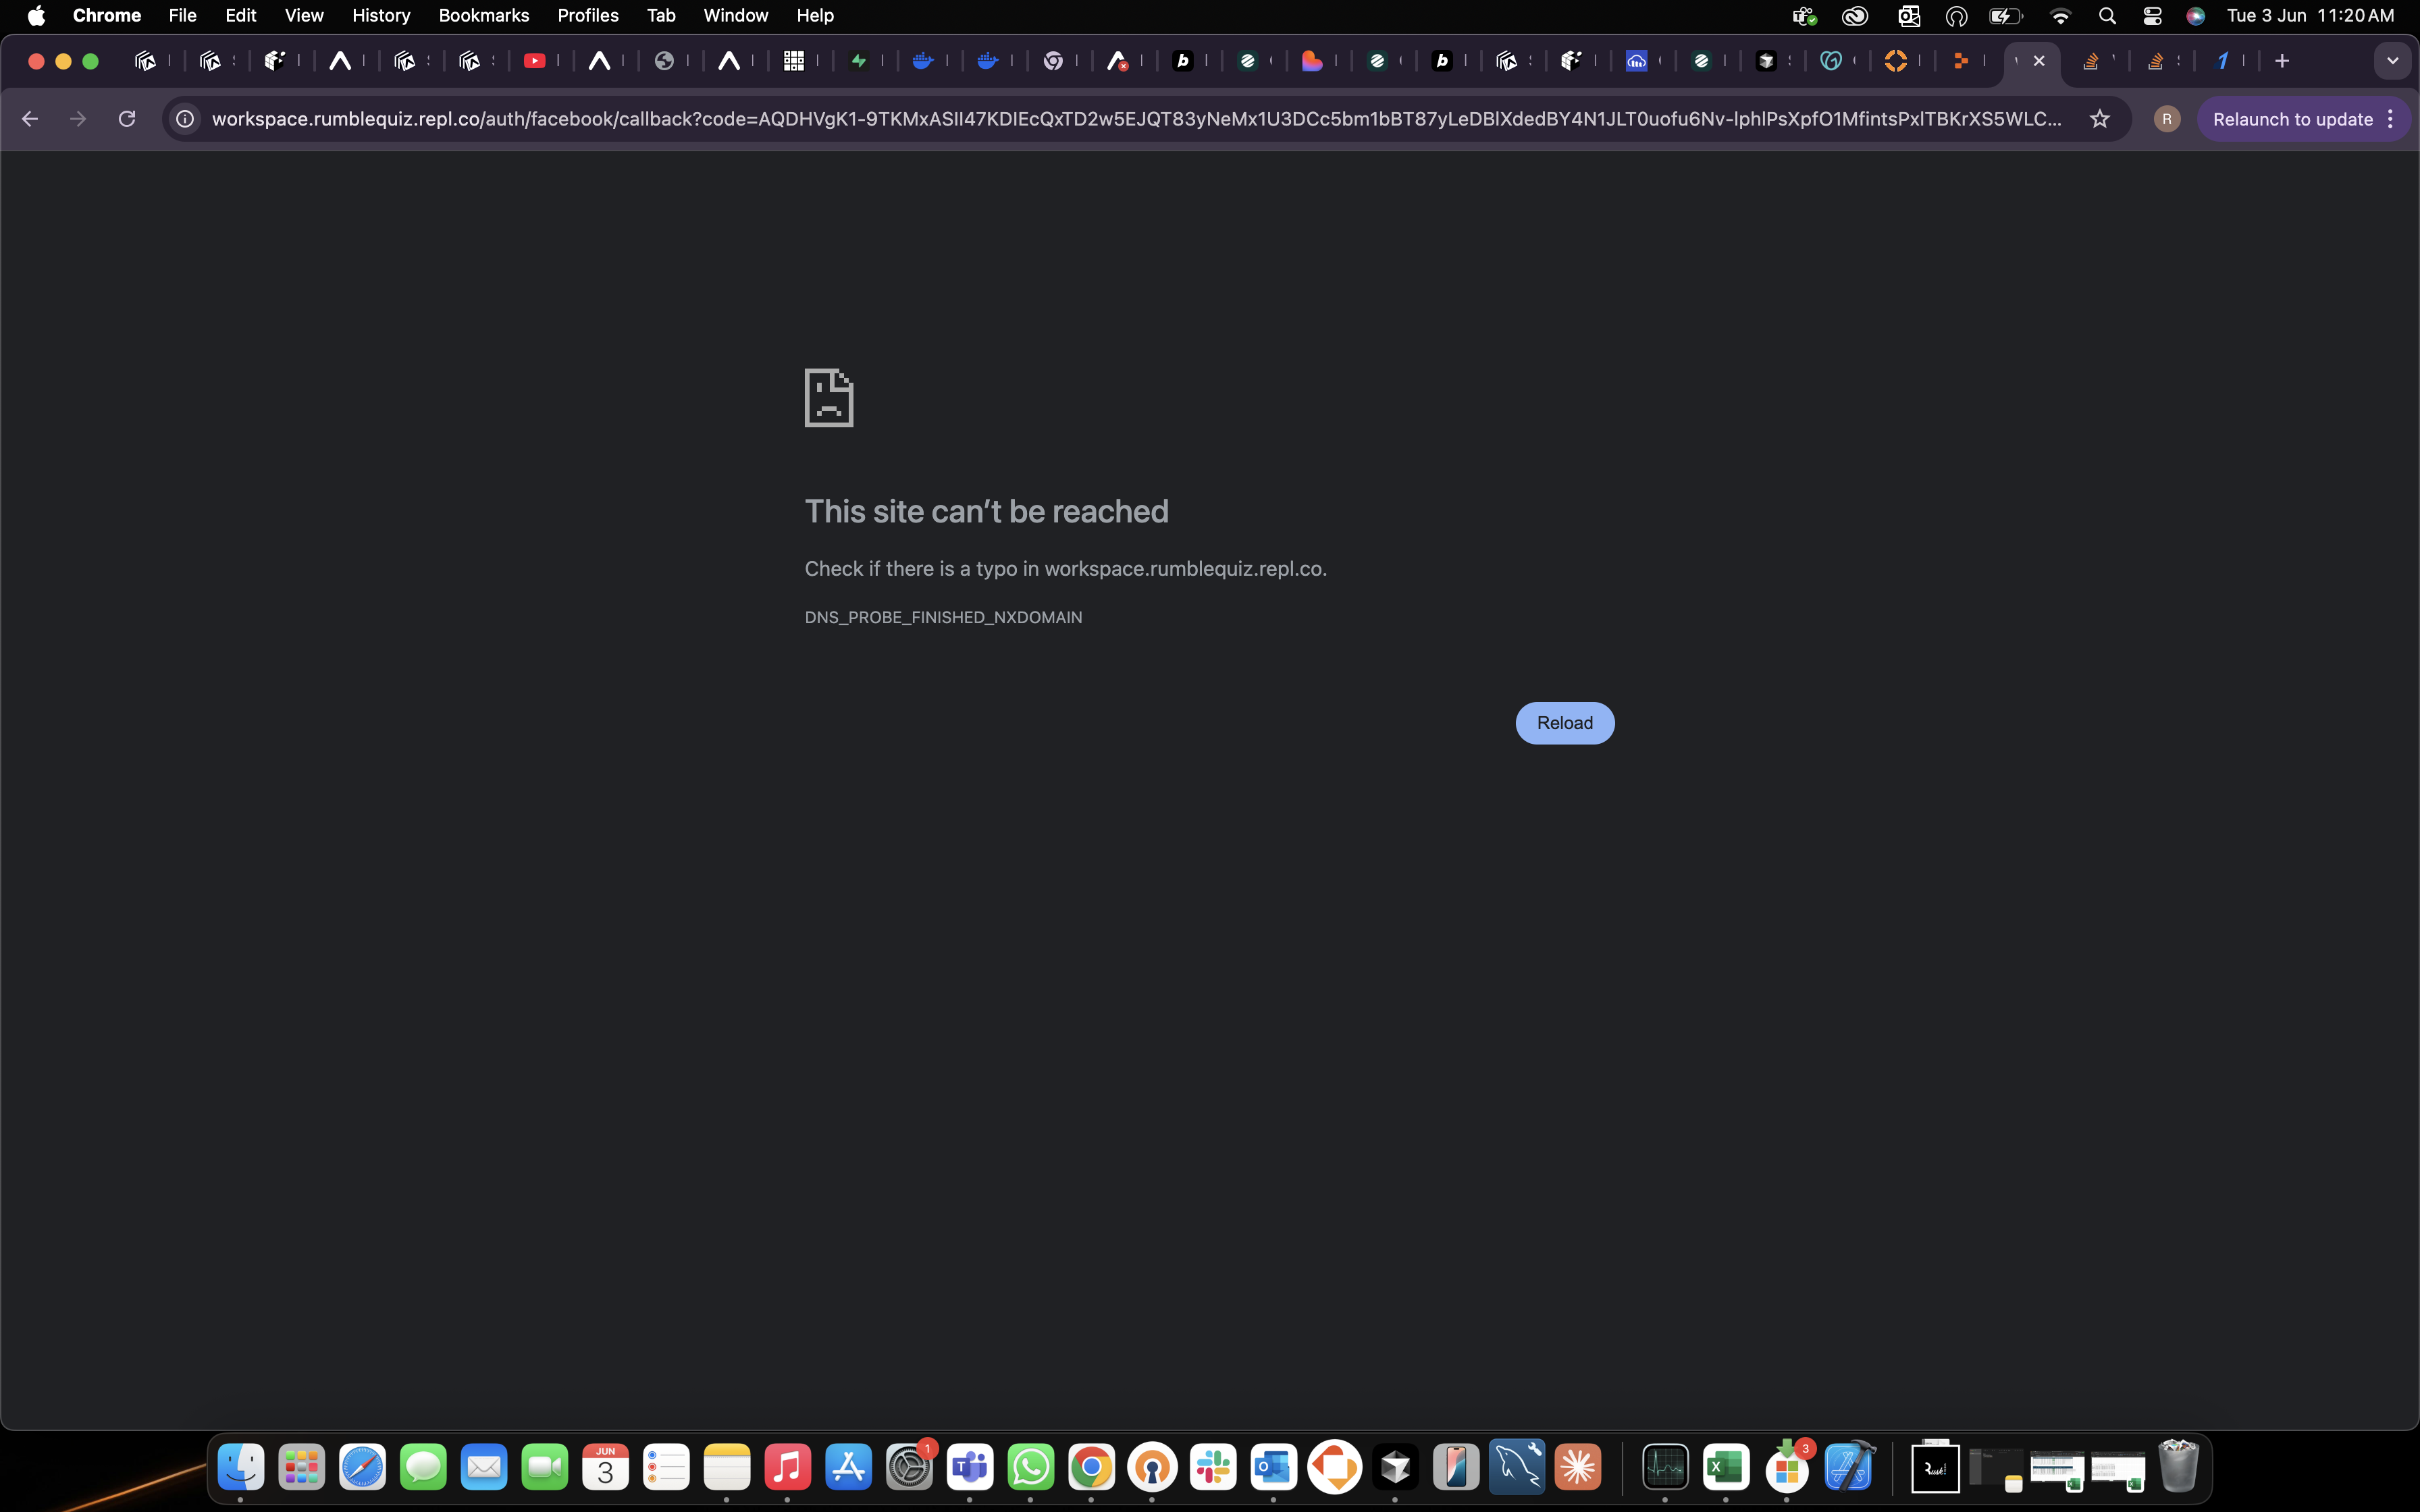 Chrome File Edit View History Bookmarks Profiles Tab Window Help Tue 3 Jun 11:20 AM
workspace.rumblequiz.repl.co/auth/facebook/callback?code=AQDHVgK1-9TKMxASII47KDIEcQxTD2w5EJQT83yNeMx1U3DCc5bm1bBT87yLeDBlXdedBY4N1JLT0uofu6Nv-lphlPsXpfO1MfintsPxlTBKrXS5WLC... R Relaunch to update
This site can't be reached
Check if there is a typo in workspace.rumblequiz.repl.co.
DNS_PROBE_FINISHED_NXDOMAIN
Reload
JUN
3
1
3